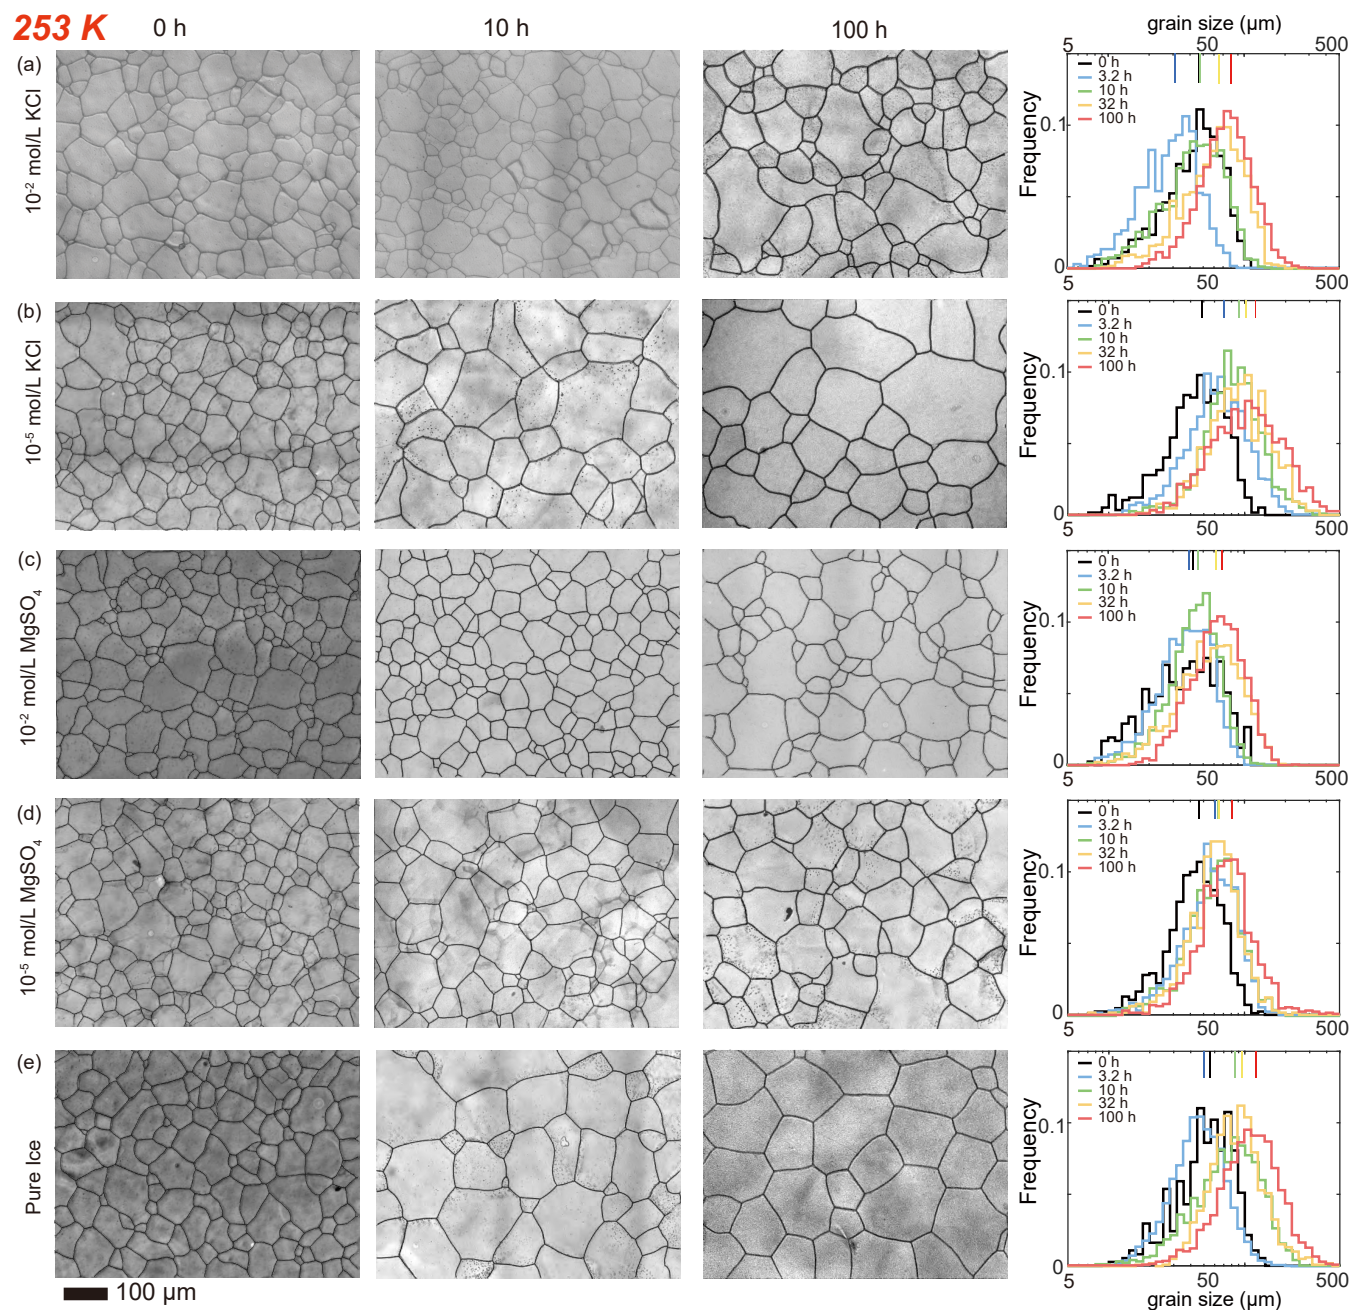 253 K 0 h 10 h 100 h
grain size (µm)
5 50 500
(a)
10⁻² mol/L KCl
0 h
3.2 h
10 h
32 h
100 h
Frequency
0.1
0
5 50 500
(b)
10⁻⁵ mol/L KCl
0 h
3.2 h
10 h
32 h
100 h
Frequency
0.1
0
5 50 500
(c)
10⁻² mol/L MgSO₄
0 h
3.2 h
10 h
32 h
100 h
Frequency
0.1
0
5 50 500
(d)
10⁻⁵ mol/L MgSO₄
0 h
3.2 h
10 h
32 h
100 h
Frequency
0.1
0
5 50 500
(e)
Pure Ice
0 h
3.2 h
10 h
32 h
100 h
Frequency
0.1
0
5 50 500
grain size (µm)
100 µm